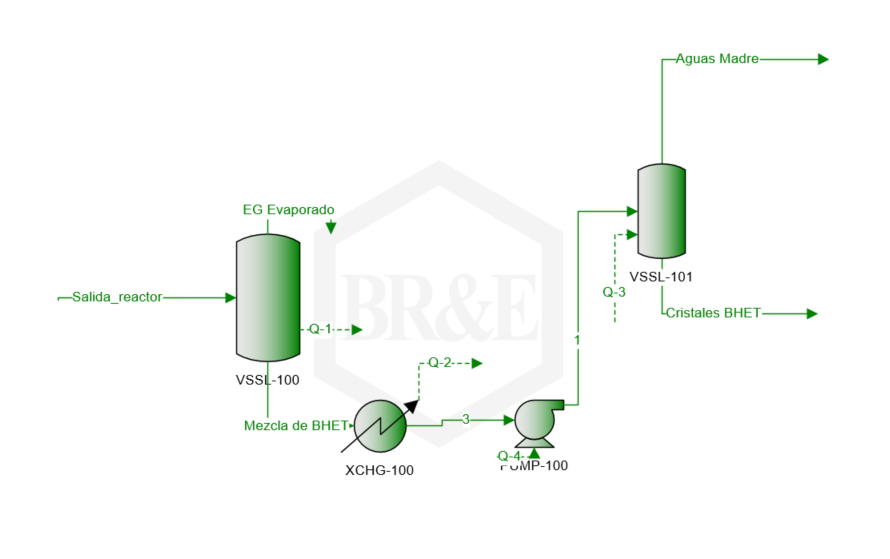 Aguas Madre
EG Evaporado
VSSL-101
Q-3
Salida_reactor
Cristales BHET
BR&E
Q-1
1
Q-2
VSSL-100
3
Mezcla de BHET
Q-4
PUMP-100
XCHG-100